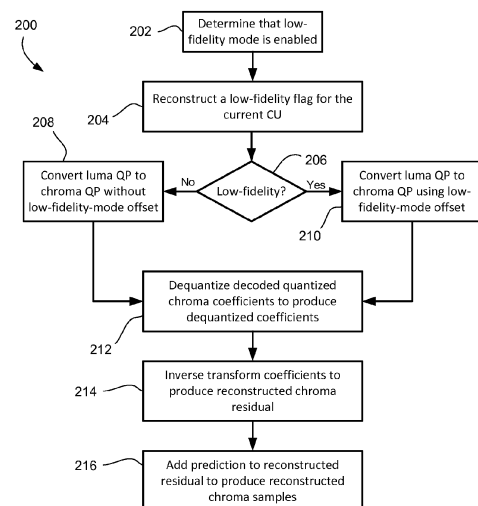 200
202
Determine that low-
fidelity mode is enabled
204
Reconstruct a low-fidelity flag for the
current CU
206
Low-fidelity?
No
Yes
208
Convert luma QP to
chroma QP without
low-fidelity-mode offset
210
Convert luma QP to
chroma QP using low-
fidelity-mode offset
212
Dequantize decoded quantized
chroma coefficients to produce
dequantized coefficients
214
Inverse transform coefficients to
produce reconstructed chroma
residual
216
Add prediction to reconstructed
residual to produce reconstructed
chroma samples